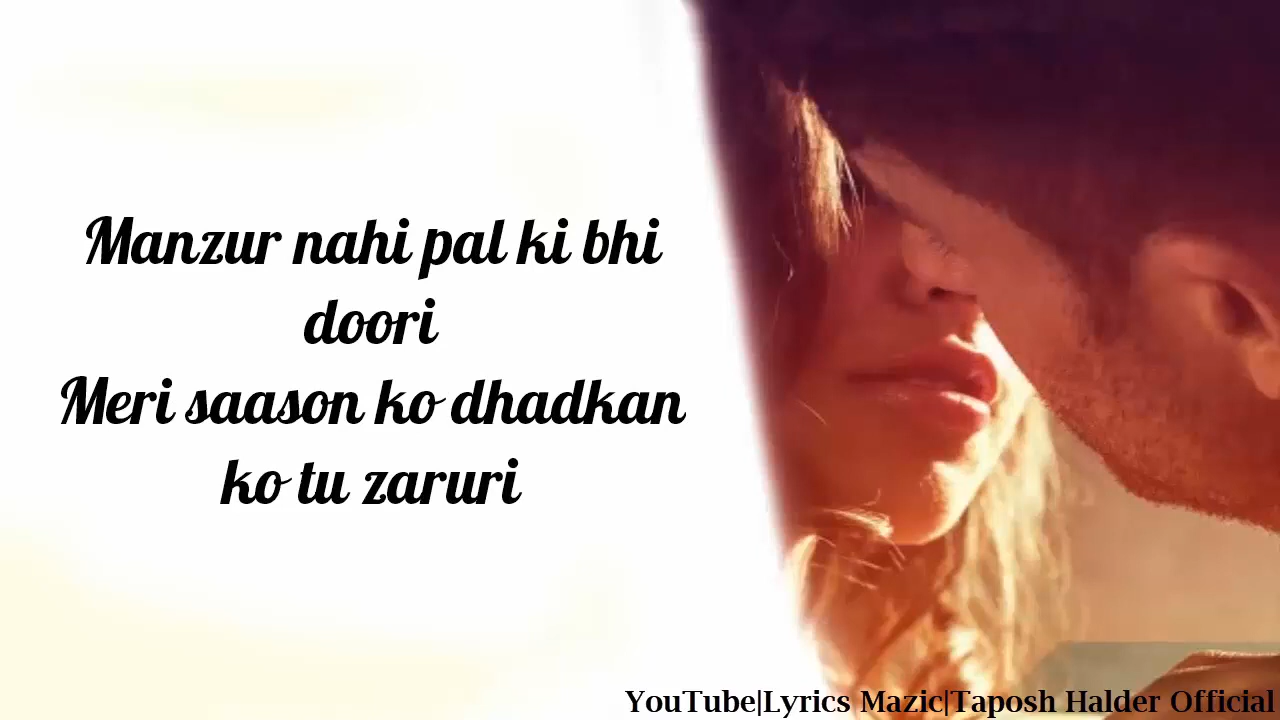 Manzur nahi pal ki bhi
doori
Meri saason ko dhadkan
ko tu zaruri
YouTube|Lyrics Mazic|Taposh Halder Official